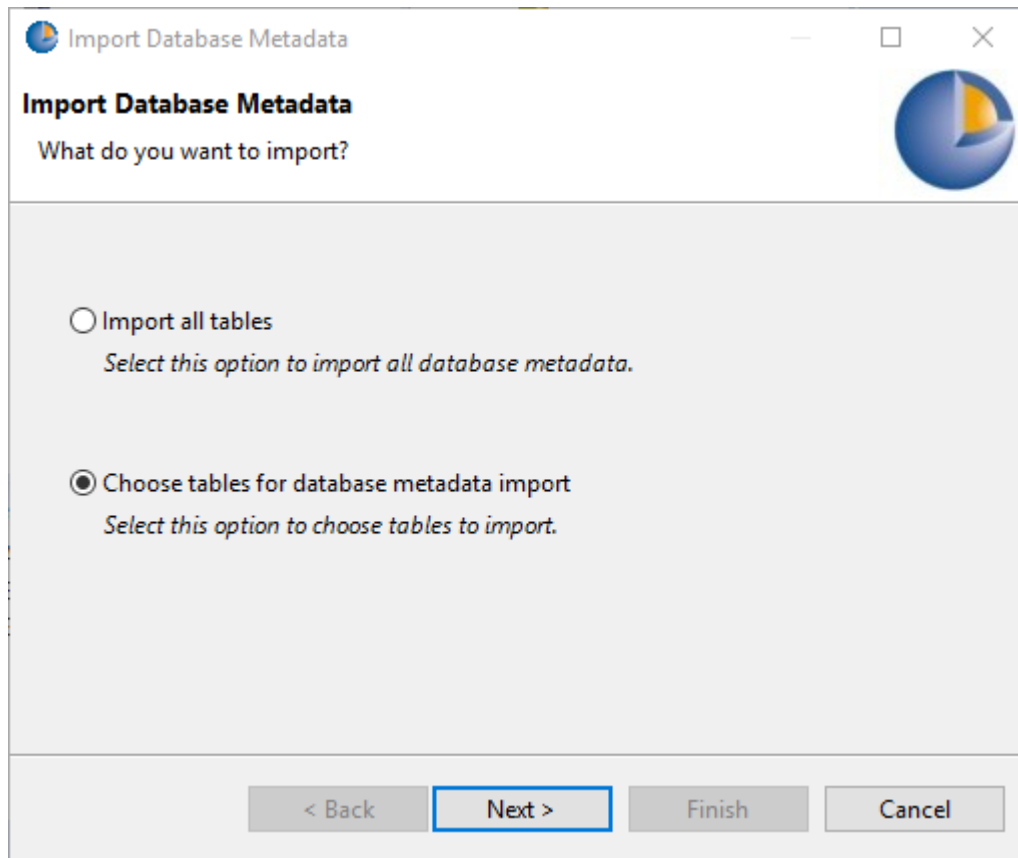 Import Database Metadata
Import Database Metadata
What do you want to import?
Import all tables
Select this option to import all database metadata.
Choose tables for database metadata import
Select this option to choose tables to import.
< Back
Next >
Finish
Cancel